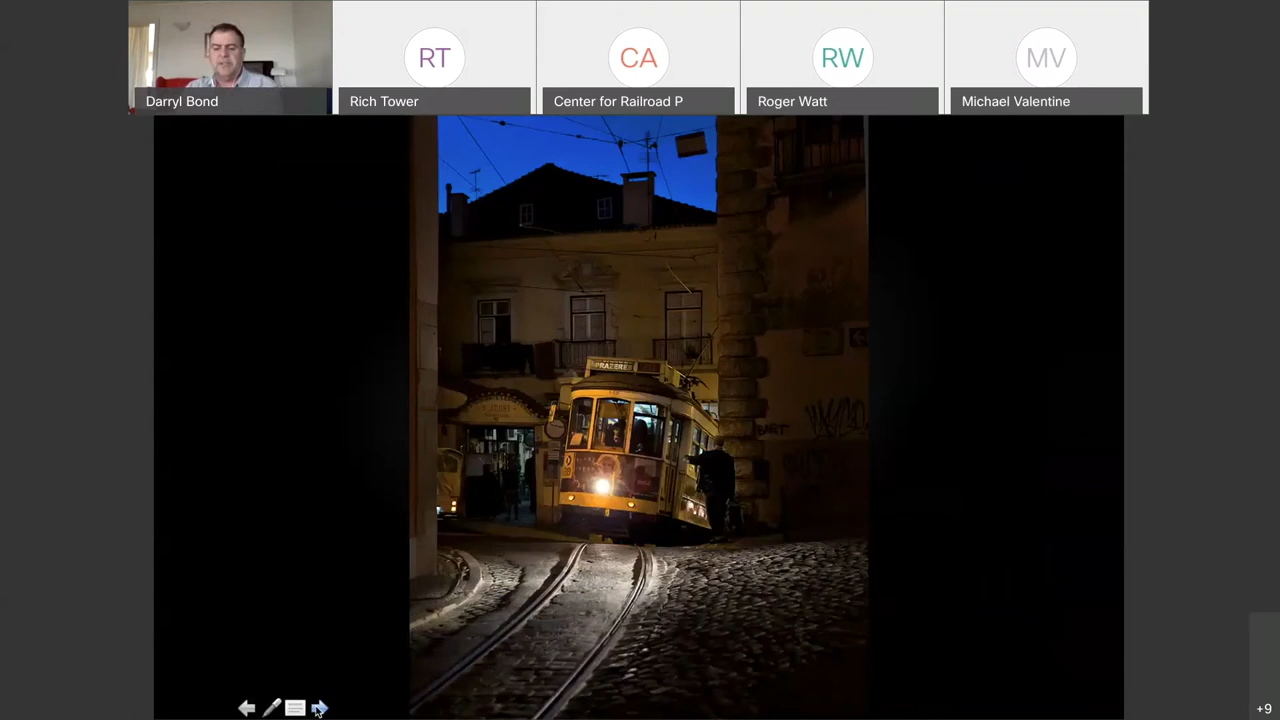 RT
CA
RW
MV
Darryl Bond
Rich Tower
Center for Railroad P
Roger Watt
Michael Valentine
PRAZERES
+9